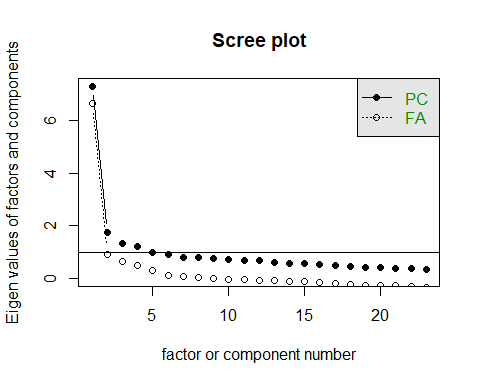 Scree plot
Eigen values of factors and components
6
4
2
0
PC
FA
5
10
15
20
factor or component number